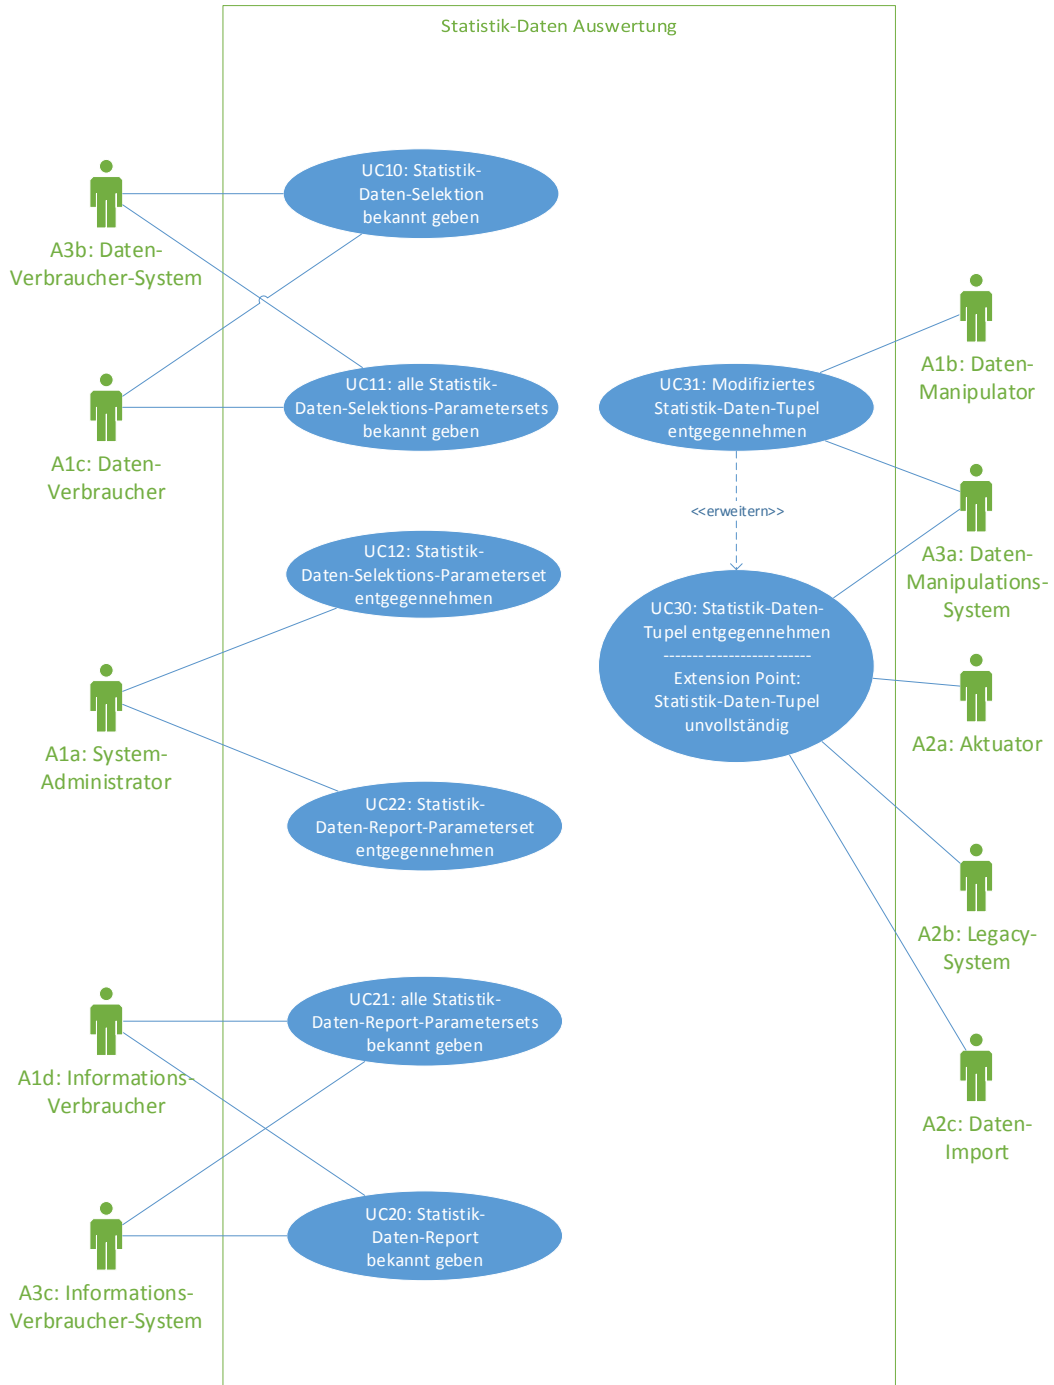 Statistik-Daten Auswertung
UC10: Statistik-
Daten-Selektion
bekannt geben
A3b: Daten-
Verbraucher-System
UC11: alle Statistik-
Daten-Selektions-Parametersets
bekannt geben
A1c: Daten-
Verbraucher
UC12: Statistik-
Daten-Selektions-Parameterset
entgegennehmen
A1a: System-
Administrator
UC22: Statistik-
Daten-Report-Parameterset
entgegennehmen
UC21: alle Statistik-
Daten-Report-Parametersets
bekannt geben
A1d: Informations-
Verbraucher
UC20: Statistik-
Daten-Report
bekannt geben
A3c: Informations-
Verbraucher-System
UC31: Modifiziertes
Statistik-Daten-Tupel
entgegennehmen
<<erweitern>>
UC30: Statistik-Daten-
Tupel entgegennehmen
--------------------------
Extension Point:
Statistik-Daten-Tupel
unvollständig
A1b: Daten-
Manipulator
A3a: Daten-
Manipulations-
System
A2a: Aktuator
A2b: Legacy-
System
A2c: Daten-
Import